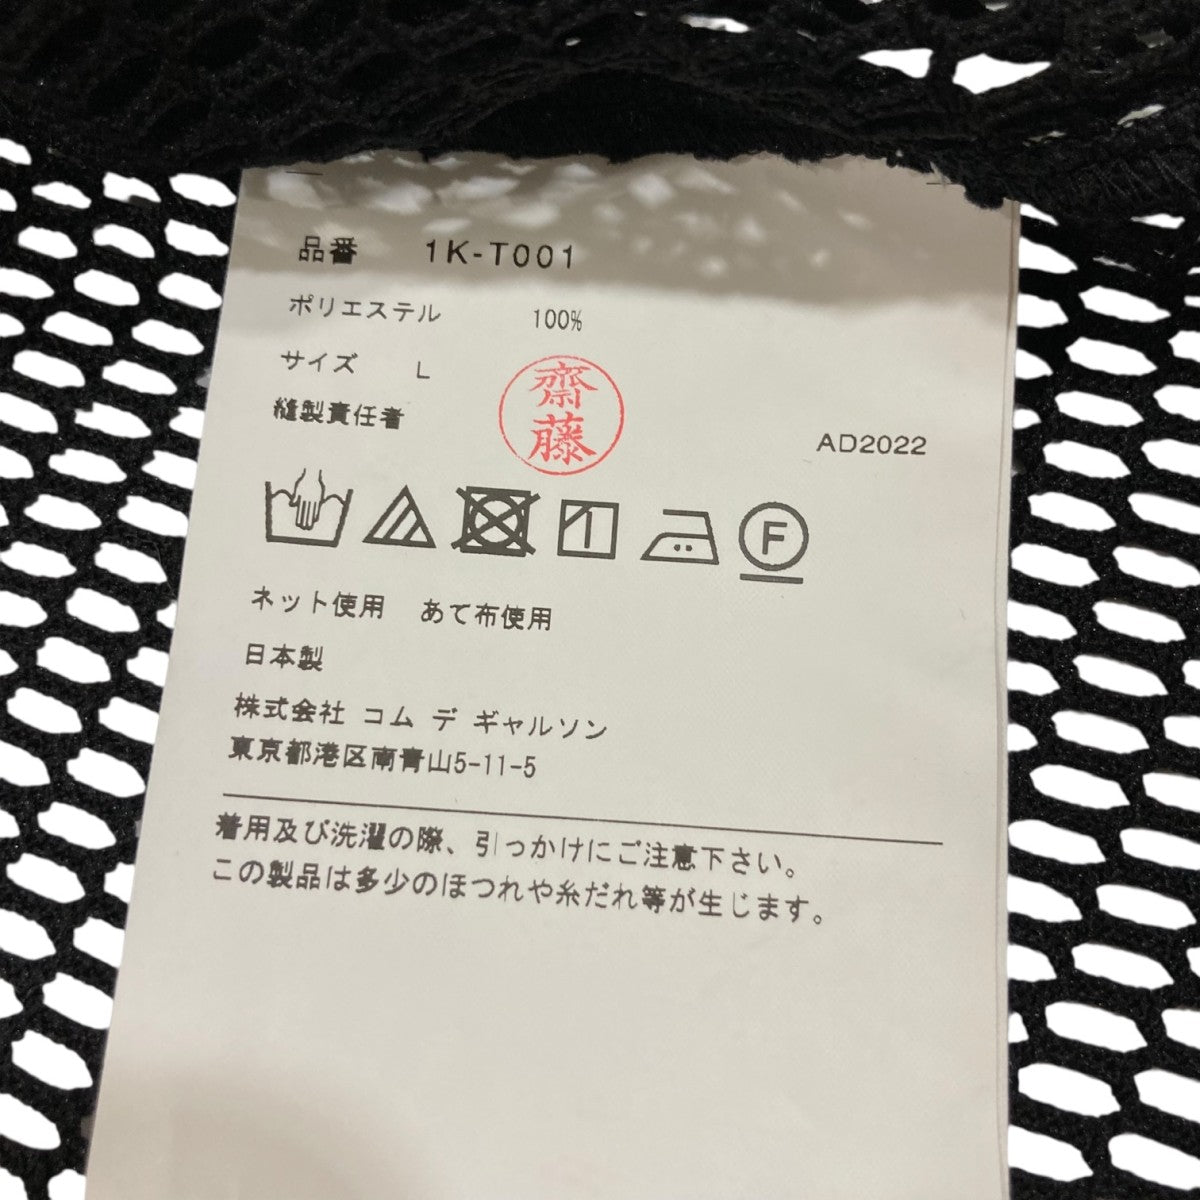 品番 1K-T001
ポリエステル 100%
サイズ L
縫製責任者 齋藤
AD2022
1 F
ネット使用 あて布使用
日本製
株式会社 コム デ ギャルソン
東京都港区南青山5-11-5
着用及び洗濯の際、引っかけにご注意下さい。
この製品は多少のほつれや糸だれ等が生じます。